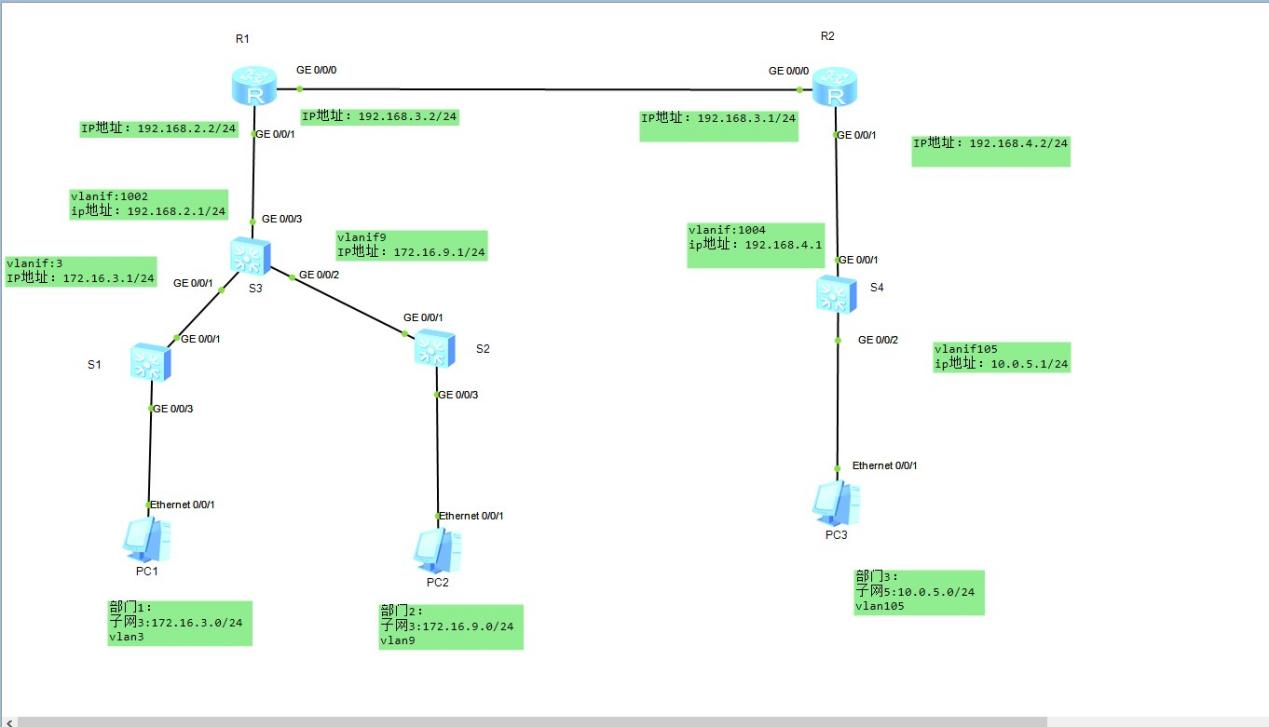 R1
R2
GE 0/0/0
GE 0/0/0
IP地址：192.168.2.2/24
IP地址：192.168.3.2/24
IP地址：192.168.3.1/24
GE 0/0/1
GE 0/0/1
IP地址：192.168.4.2/24
vlanif:1002
ip地址：192.168.2.1/24
GE 0/0/3
vlanif9
IP地址：172.16.9.1/24
vlanif:1004
ip地址：192.168.4.1
vlanif:3
IP地址：172.16.3.1/24
GE 0/0/1
S3
GE 0/0/2
GE 0/0/1
S4
GE 0/0/1
GE 0/0/1
GE 0/0/2
S1
S2
vlanif105
ip地址：10.0.5.1/24
GE 0/0/3
GE 0/0/3
Ethernet 0/0/1
Ethernet 0/0/1
Ethernet 0/0/1
PC1
PC2
PC3
部门1：
子网3:172.16.3.0/24
vlan3
部门2：
子网3:172.16.9.0/24
vlan9
部门3：
子网5:10.0.5.0/24
vlan105